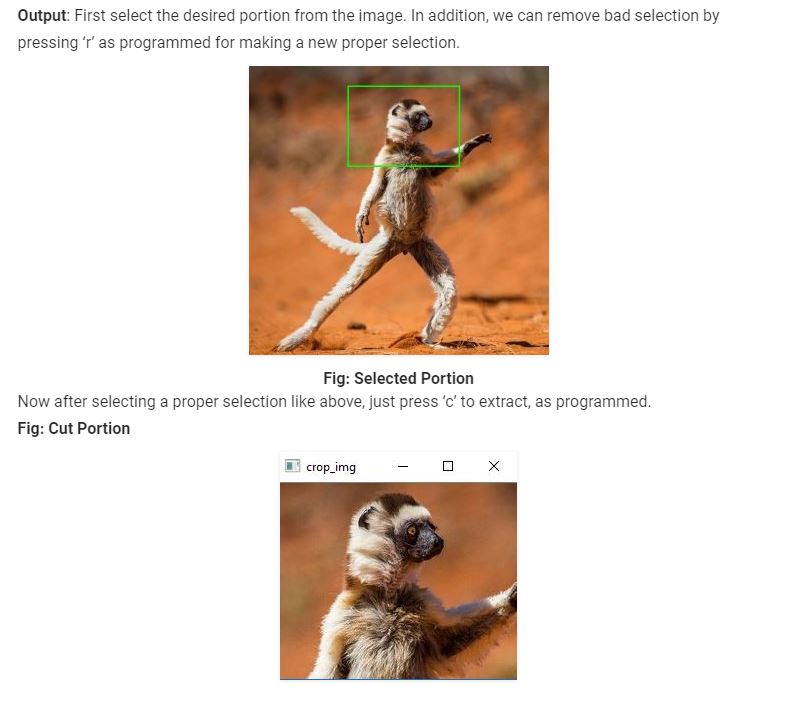 Output: First select the desired portion from the image. In addition, we can remove bad selection by
pressing ‘r’ as programmed for making a new proper selection.
Fig: Selected Portion
Now after selecting a proper selection like above, just press ‘c’ to extract, as programmed.
Fig: Cut Portion
crop_img